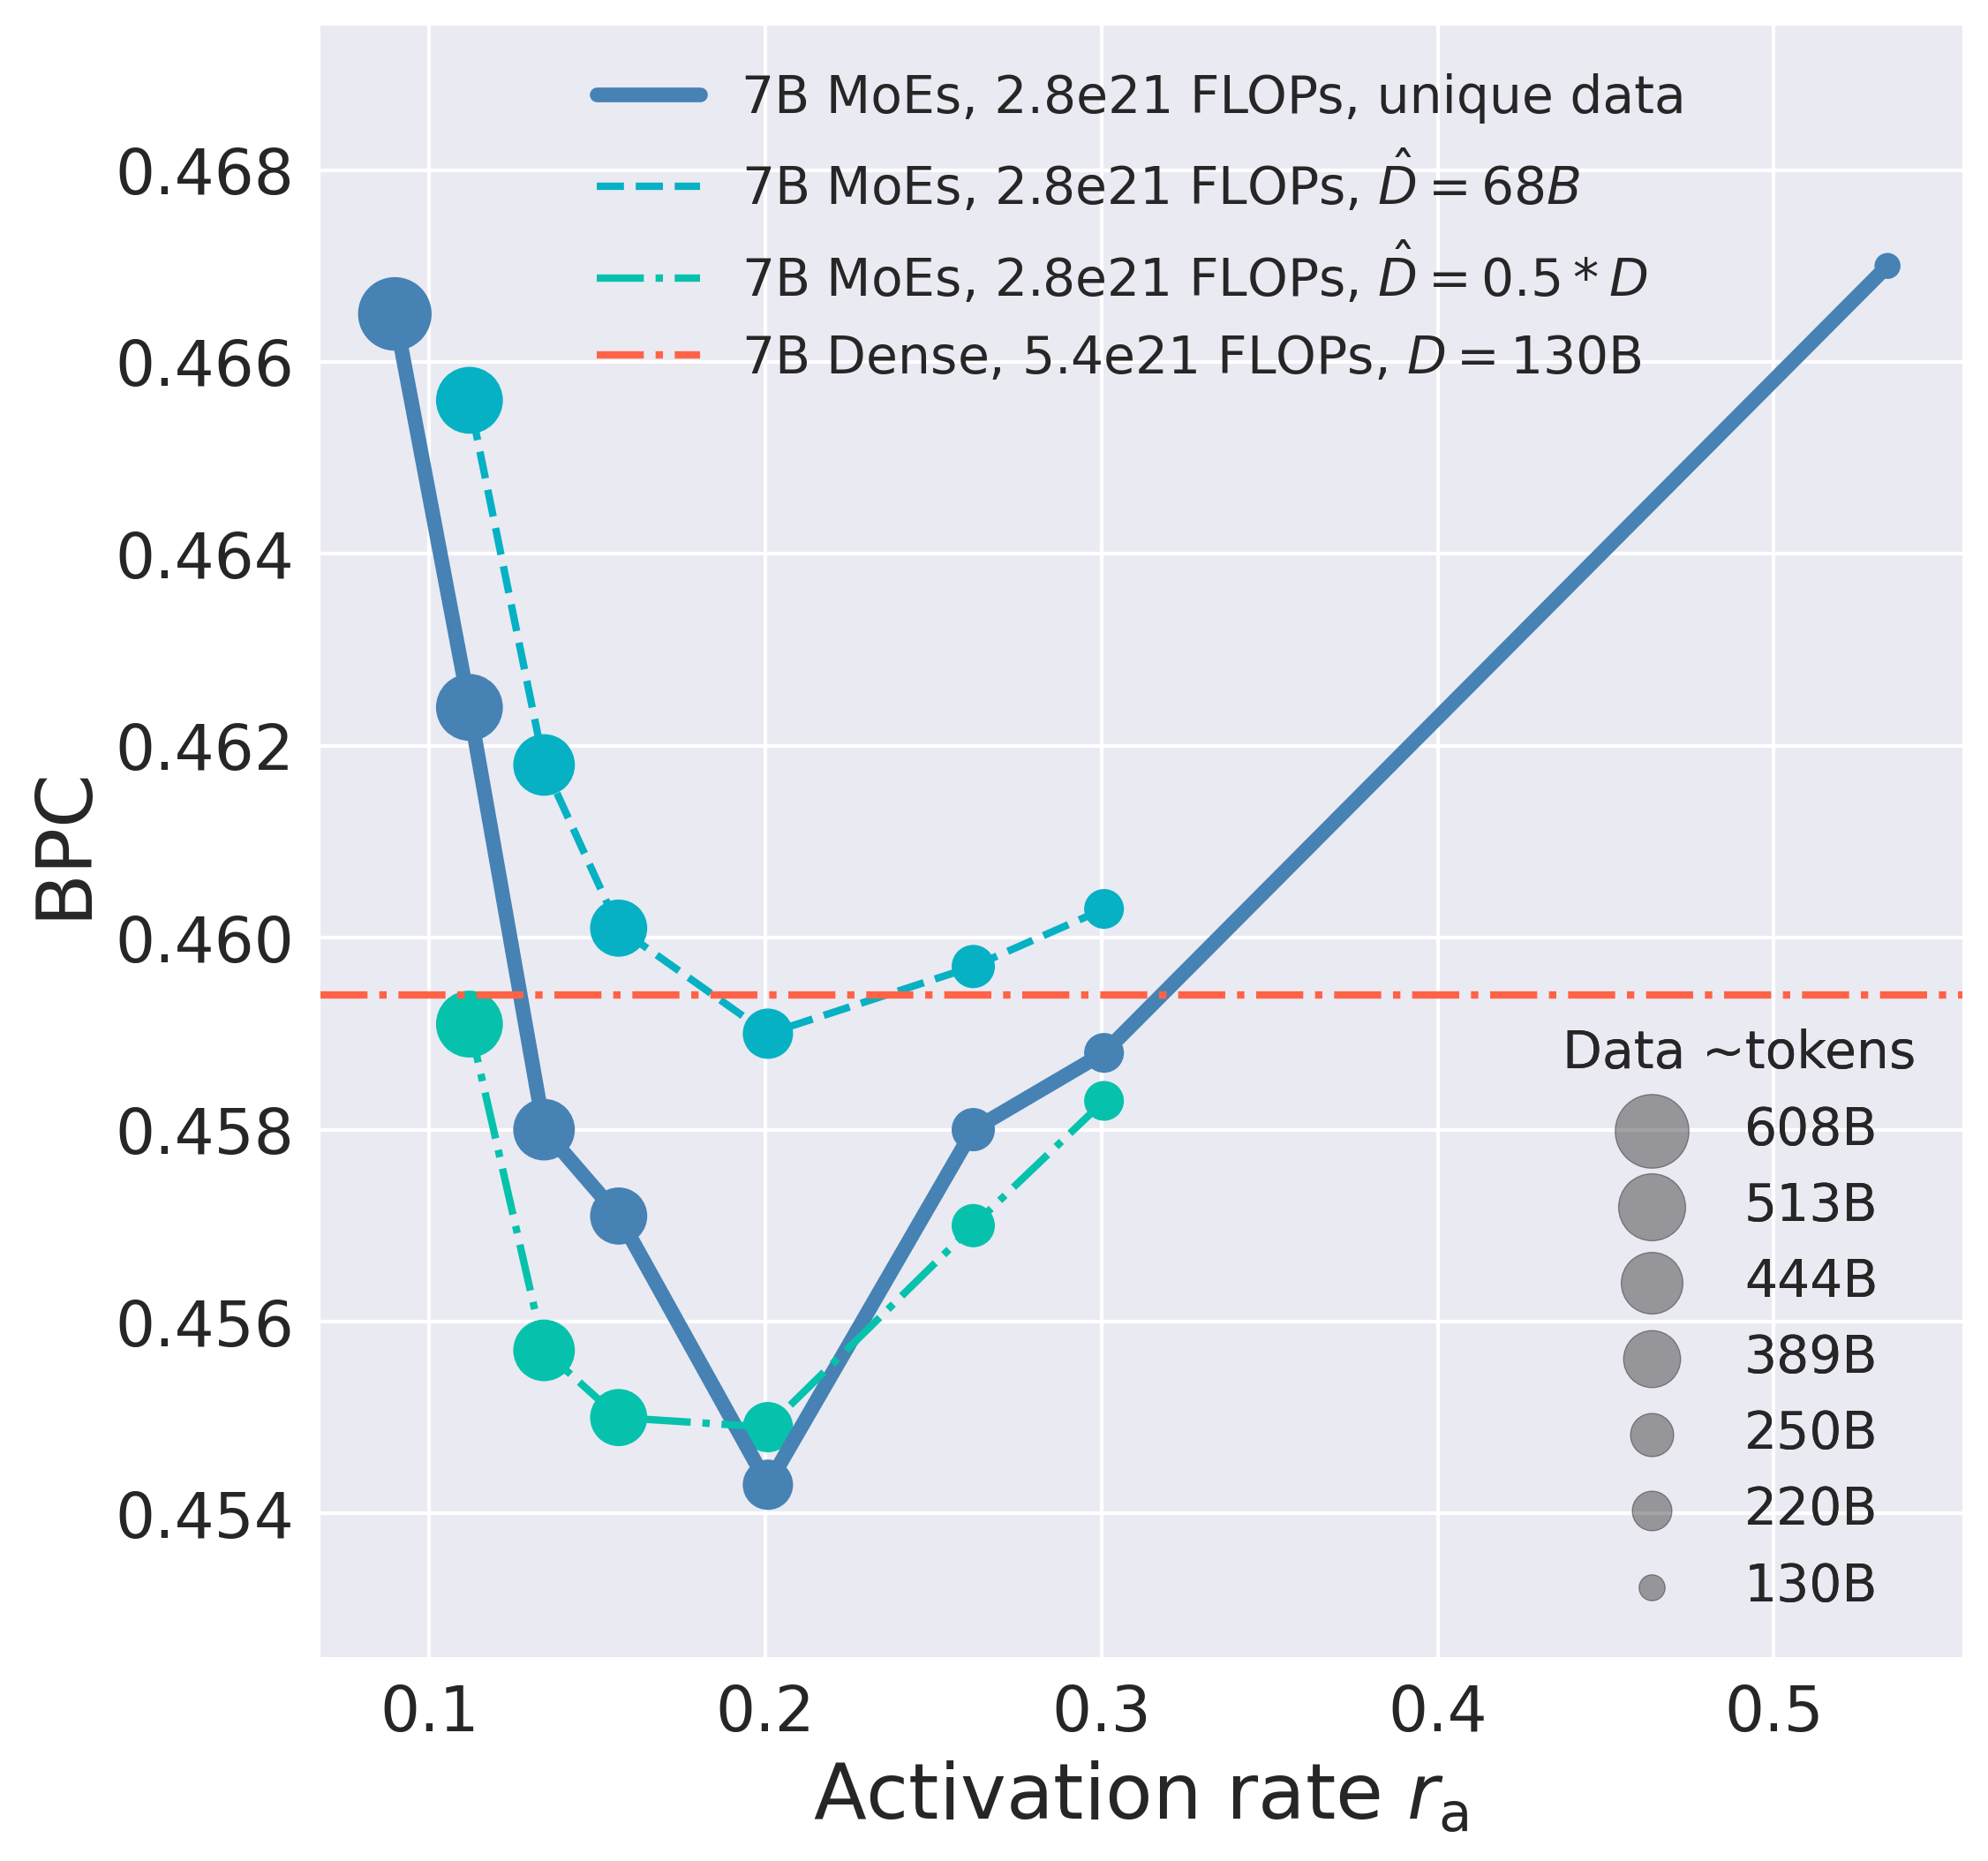 7B MoEs, 2.8e21 FLOPs, unique data
7B MoEs, 2.8e21 FLOPs, D̂ = 68B
7B MoEs, 2.8e21 FLOPs, D̂ = 0.5 * D
7B Dense, 5.4e21 FLOPs, D = 130B
0.468
0.466
0.464
0.462
0.460
0.458
0.456
0.454
BPC
Data ~tokens
608B
513B
444B
389B
250B
220B
130B
0.1 0.2 0.3 0.4 0.5
Activation rate rₐ